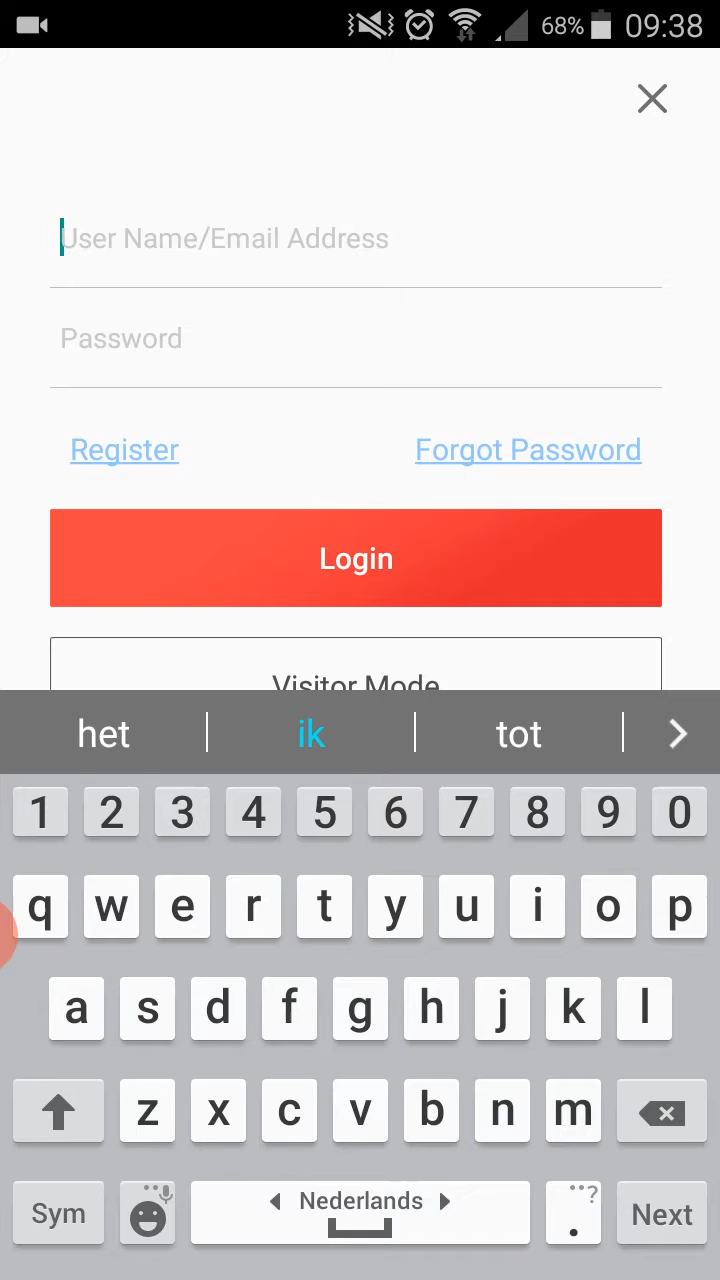 68% 09:38
User Name/Email Address
Password
Register Forgot Password
Login
Visitor Mode
het ik tot
1 2 3 4 5 6 7 8 9 0
q w e r t y u i o p
a s d f g h j k l
z x c v b n m
Sym Nederlands . ? Next